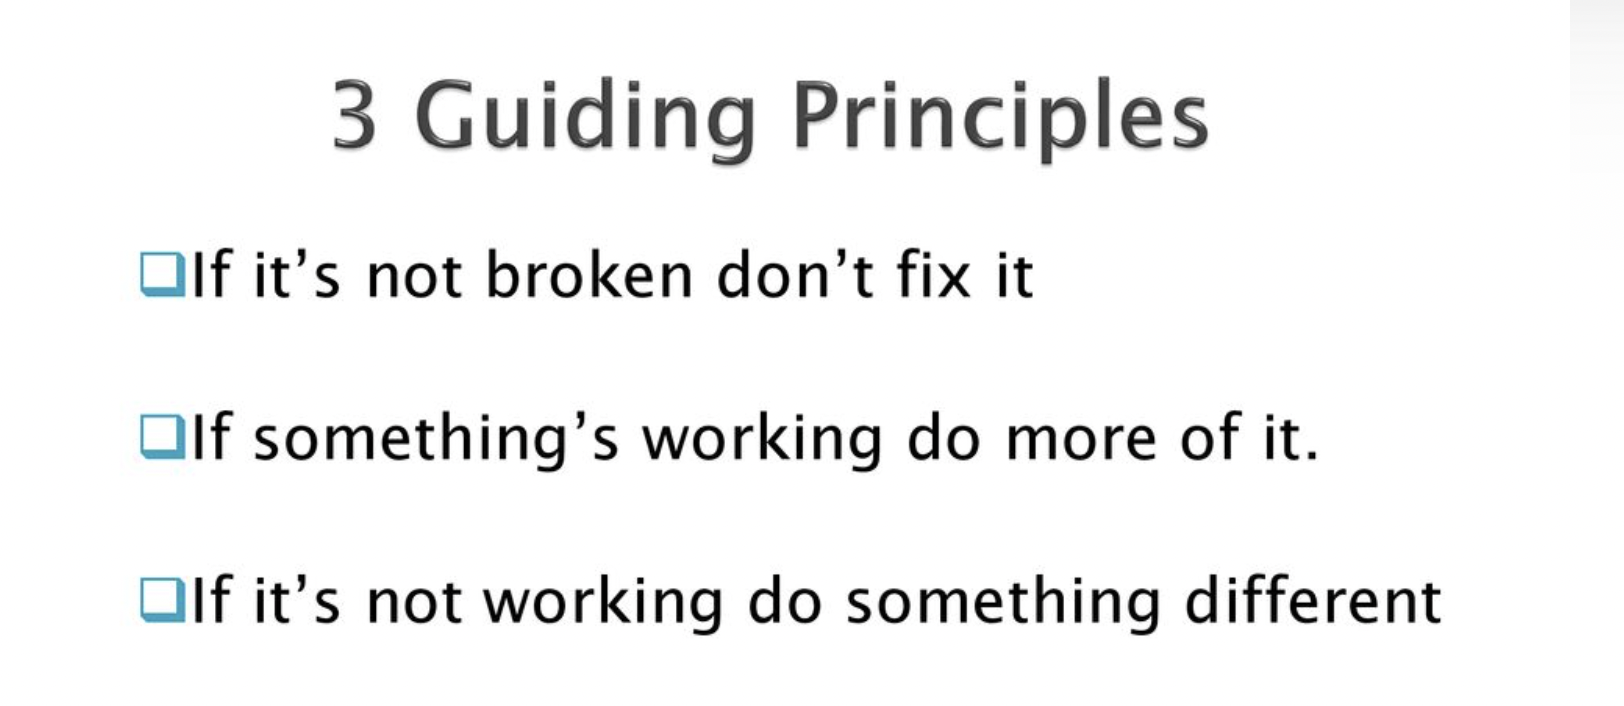 3 Guiding Principles
If it’s not broken don’t fix it
If something’s working do more of it.
If it’s not working do something different